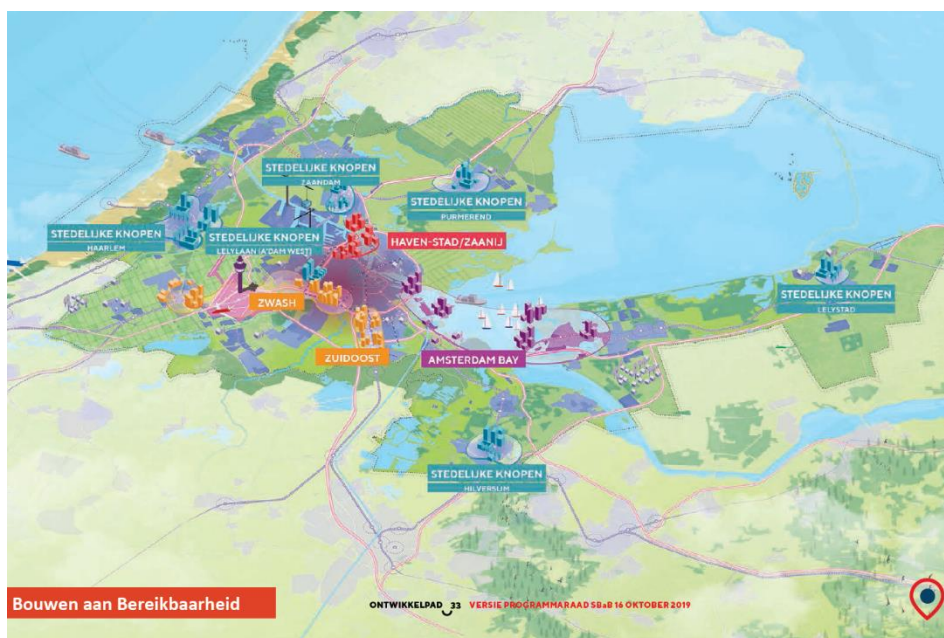 STEDELIJKE KNOPEN
ZAANDAM
STEDELIJKE KNOPEN
PURMEREND
STEDELIJKE KNOPEN
HAARLEM
STEDELIJKE KNOPEN
LELYLAAN (A'DAM WEST)
HAVEN-STAD/ZAANIJ
STEDELIJKE KNOPEN
LELYSTAD
ZWASH
ZUIDOOST
AMSTERDAM BAY
STEDELIJKE KNOPEN
HILVERSUM
Bouwen aan Bereikbaarheid
ONTWIKKELPAD 33 VERSIE PROGRAMMARAAD SBaB 16 OKTOBER 2019